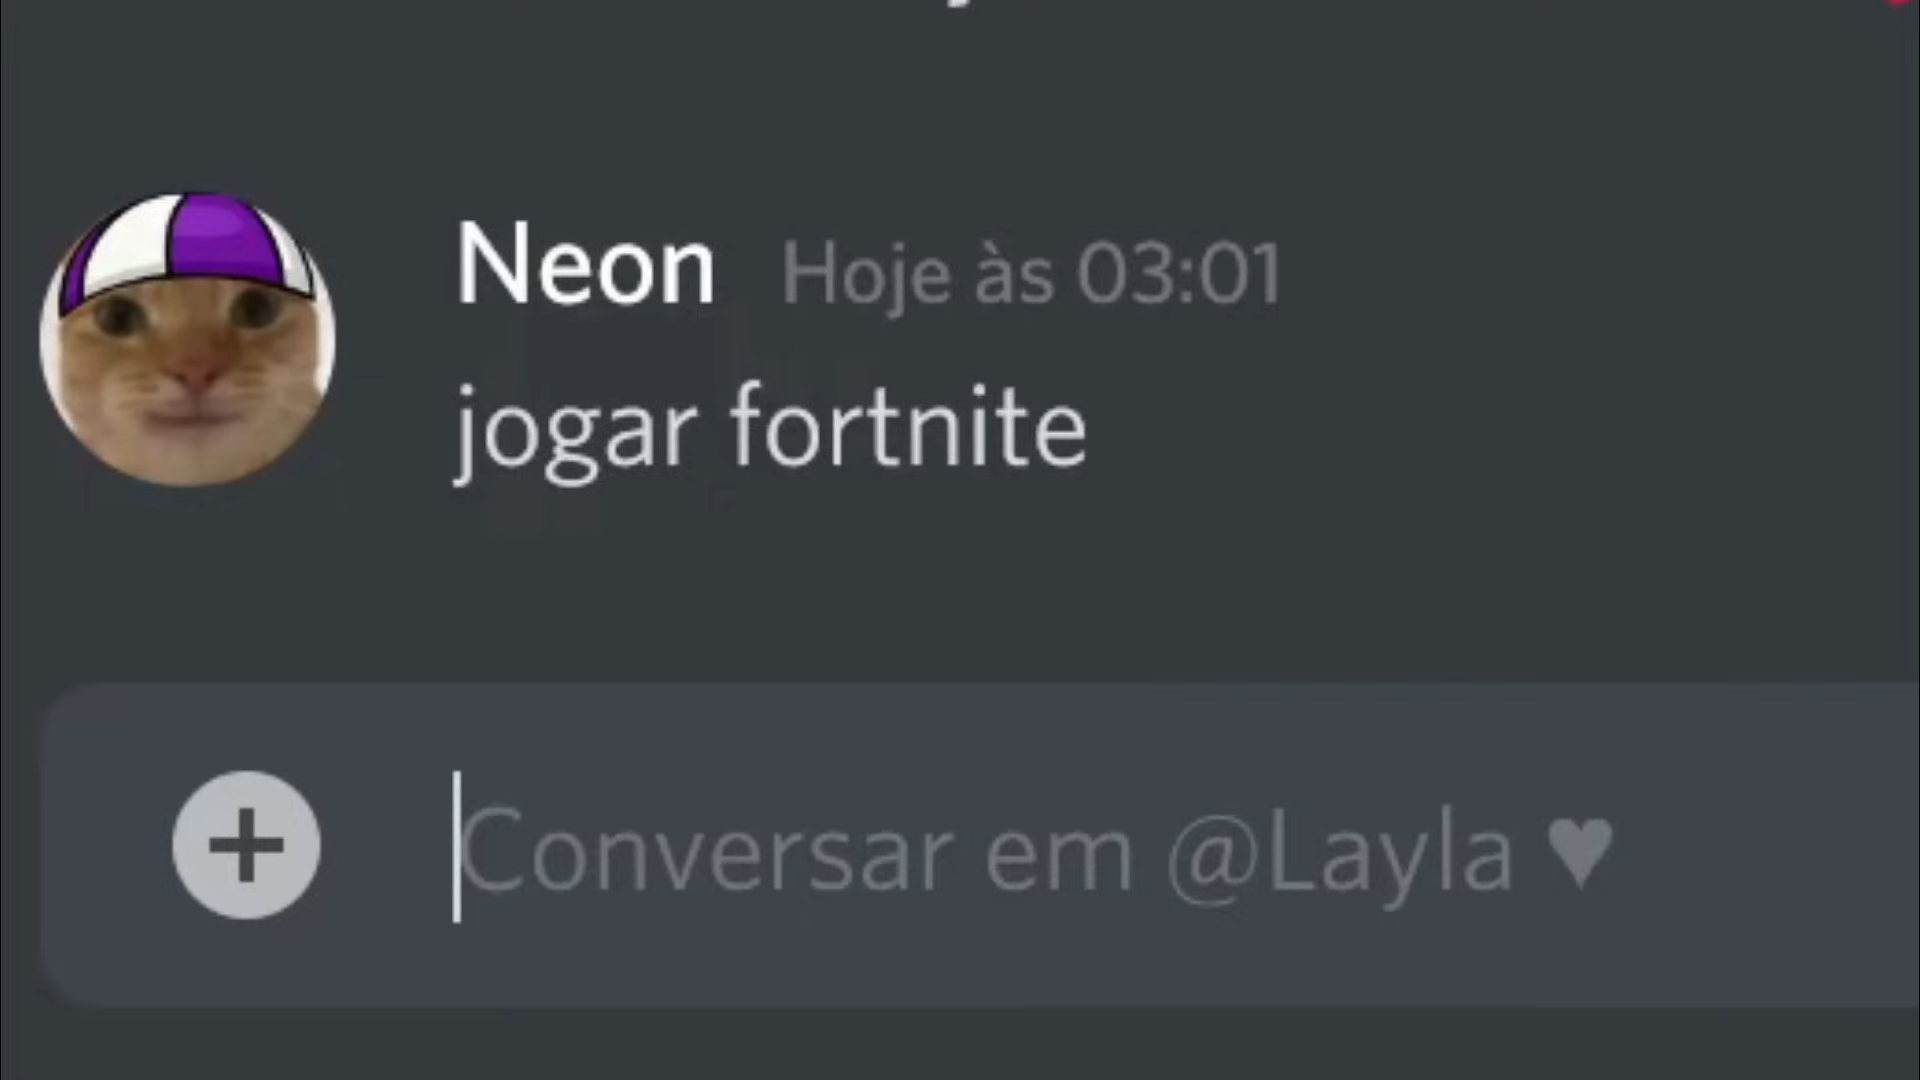 Neon Hoje às 03:01
jogar fortnite
Conversar em @Layla ♥